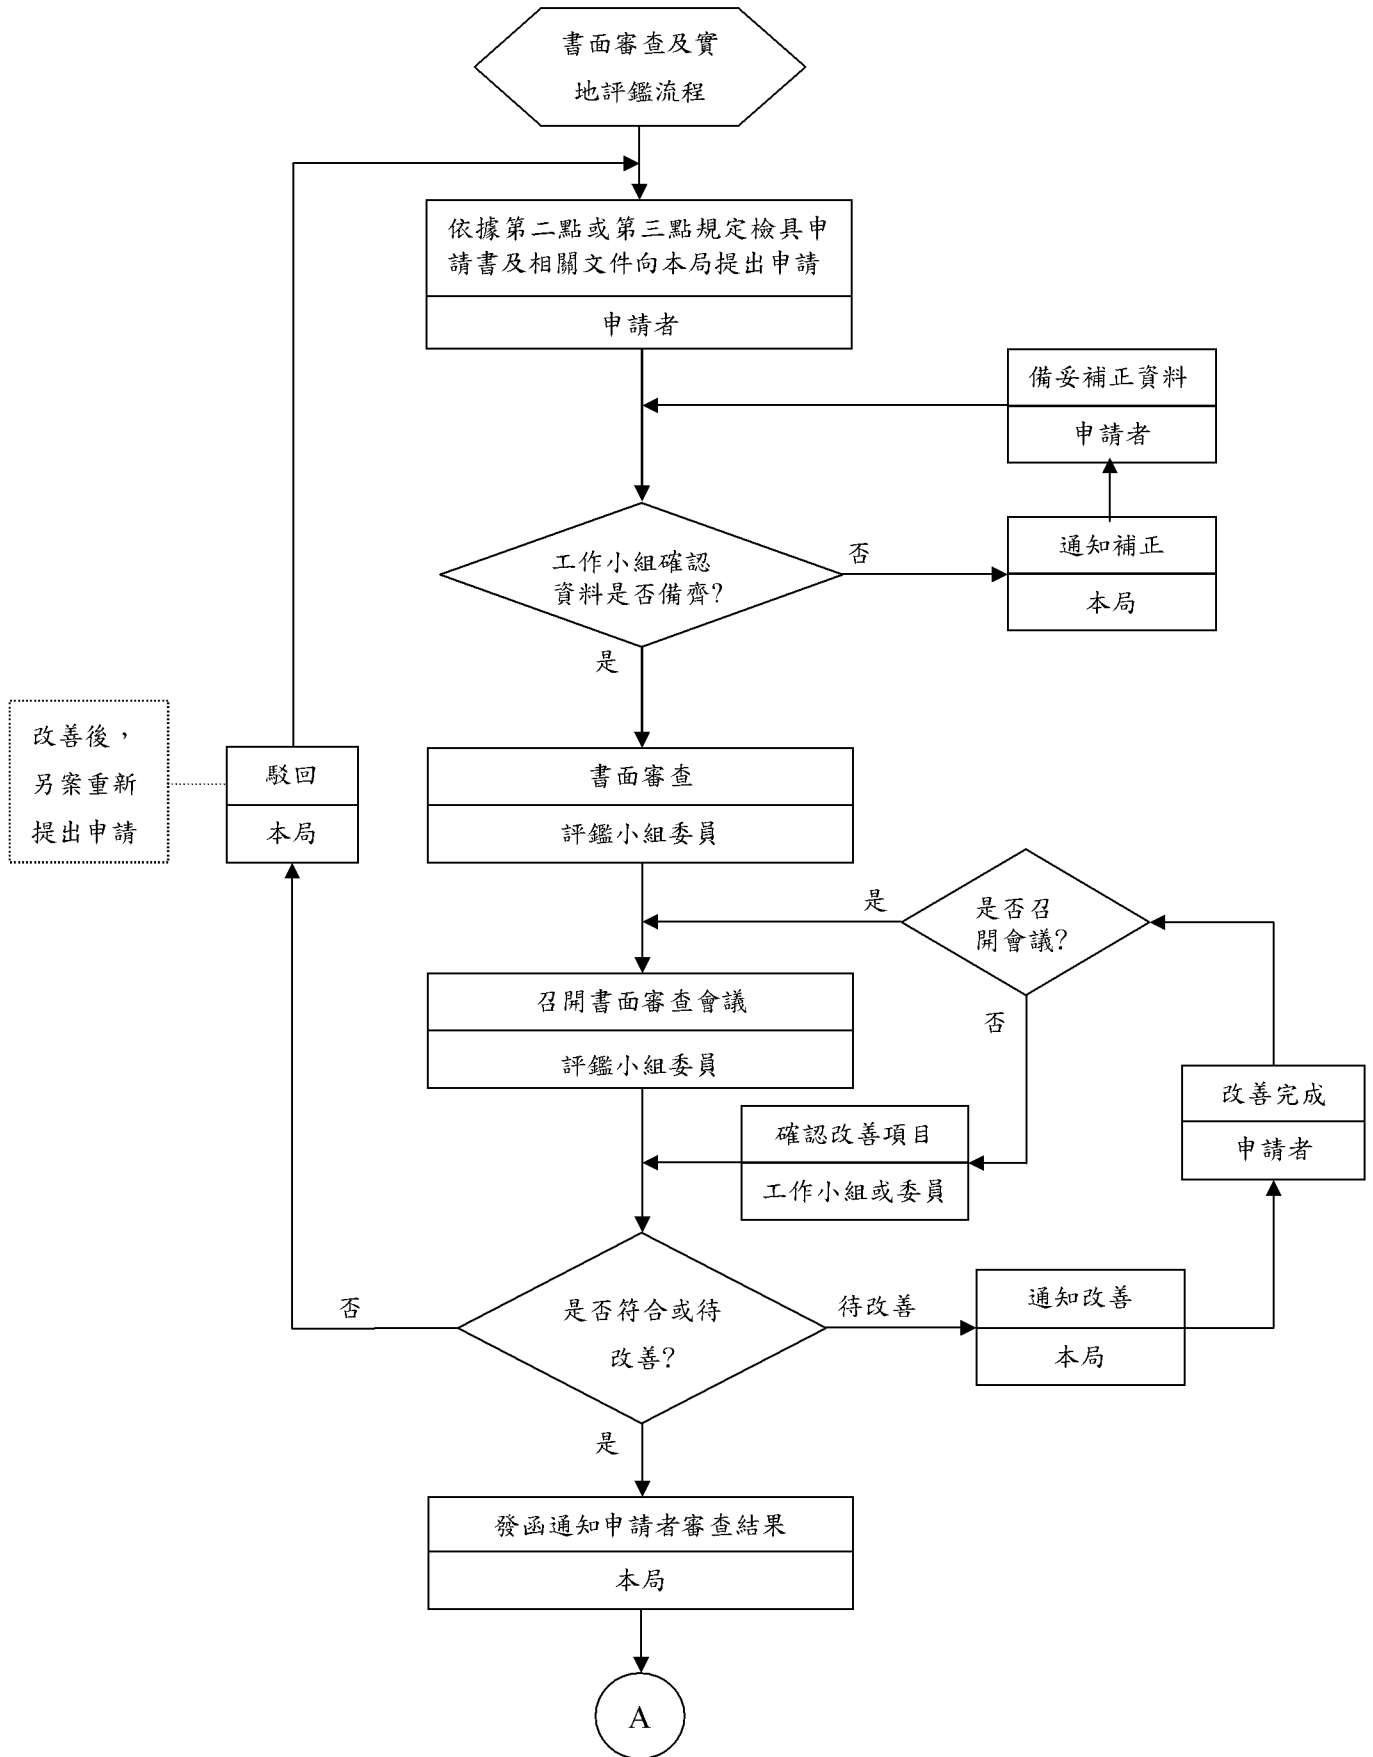 書面審查及實
地評鑑流程
依據第二點或第三點規定檢具申
請書及相關文件向本局提出申請
申請者
備妥補正資料
申請者
工作小組確認
資料是否備齊?
否
通知補正
本局
是
改善後，
另案重新
提出申請
駁回
本局
書面審查
評鑑小組委員
是
是否召
開會議?
否
召開書面審查會議
評鑑小組委員
確認改善項目
工作小組或委員
改善完成
申請者
否
是否符合或待
改善?
待改善
通知改善
本局
是
發函通知申請者審查結果
本局
A